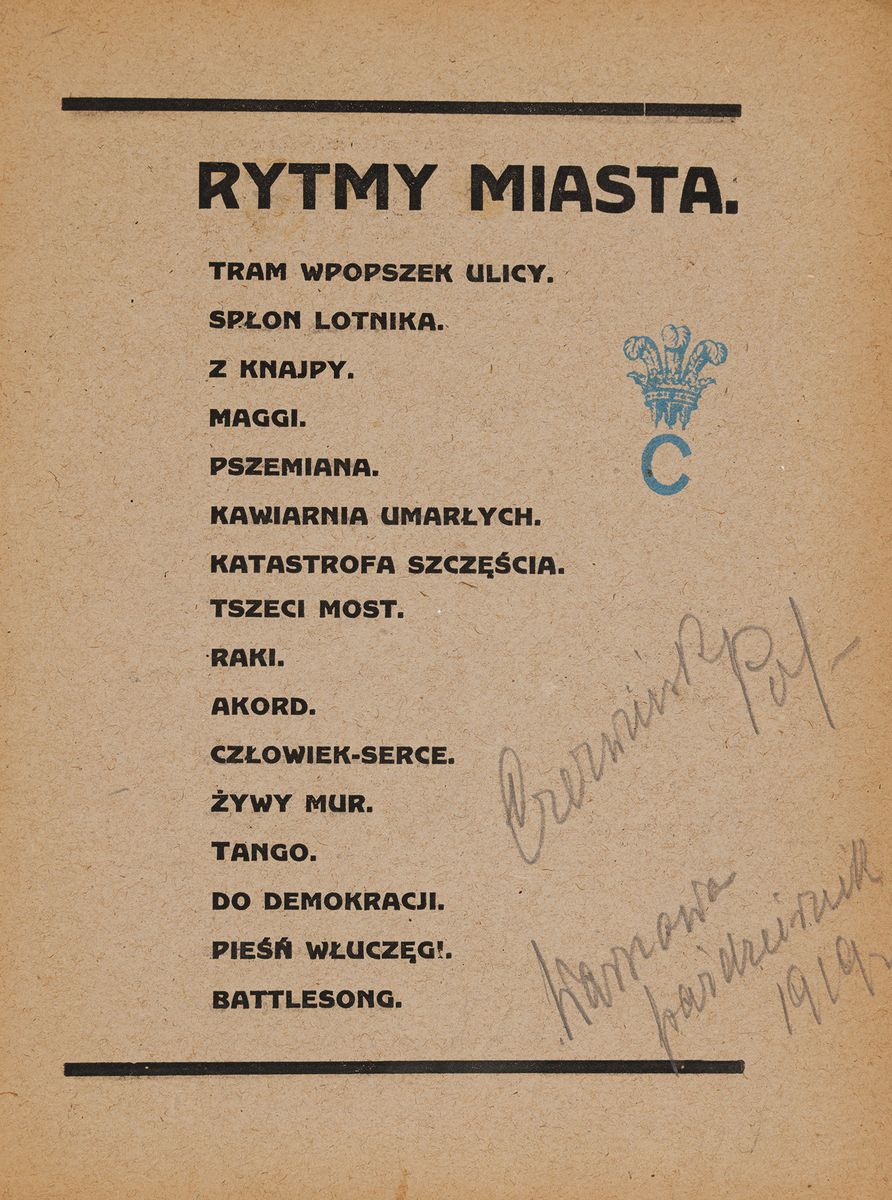 RYTMY MIASTA.
TRAM WPOPSZEK ULICY.
SPŁON LOTNIKA.
Z KNAJPY.
MAGGI.
PSZEMIANA.
KAWIARNIA UMARŁYCH.
KATASTROFA SZCZĘŚCIA.
TSZECI MOST.
RAKI.
AKORD.
CZŁOWIEK-SERCE.
ŻYWY MUR.
TANGO.
DO DEMOKRACJI.
PIEŚŃ WŁUCZĘGI.
BATTLESONG.
C
Czerwiński
październik
1919